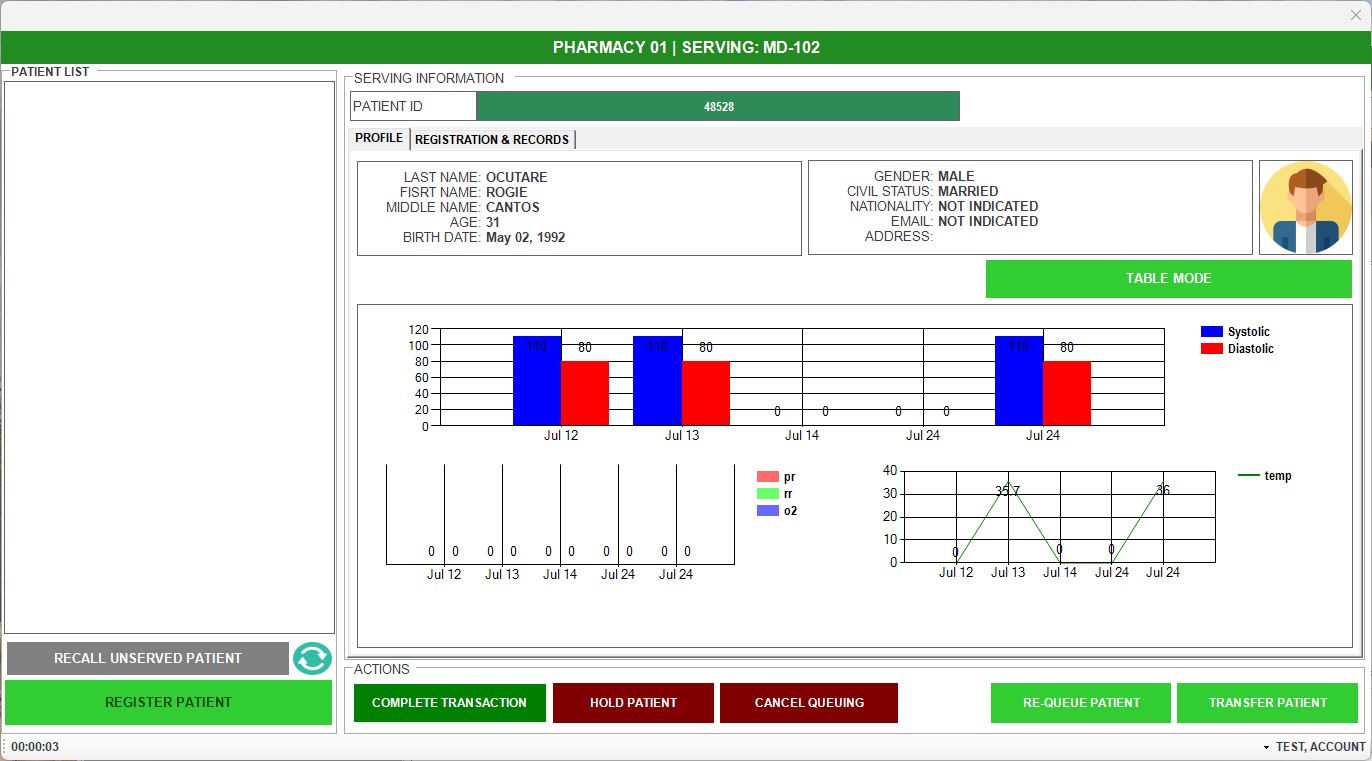 PHARMACY 01 | SERVING: MD-102
PATIENT LIST
RECALL UNSERVED PATIENT
REGISTER PATIENT
SERVING INFORMATION
PATIENT ID 48528
PROFILE REGISTRATION & RECORDS
LAST NAME: OCUTARE
FISRT NAME: ROGIE
MIDDLE NAME: CANTOS
AGE: 31
BIRTH DATE: May 02, 1992
GENDER: MALE
CIVIL STATUS: MARRIED
NATIONALITY: NOT INDICATED
EMAIL: NOT INDICATED
ADDRESS:
TABLE MODE
120
100
80
60
40
20
0
110 80 110 80 0 0 0 0 110 80
Jul 12 Jul 13 Jul 14 Jul 24 Jul 24
Systolic
Diastolic
0 0 0 0 0 0 0 0 0 0
Jul 12 Jul 13 Jul 14 Jul 24 Jul 24
pr
rr
o2
40
30
20
10
0
0 35.7 0 0 36
Jul 12 Jul 13 Jul 14 Jul 24 Jul 24
temp
ACTIONS
COMPLETE TRANSACTION HOLD PATIENT CANCEL QUEUING RE-QUEUE PATIENT TRANSFER PATIENT
00:00:03 TEST, ACCOUNT